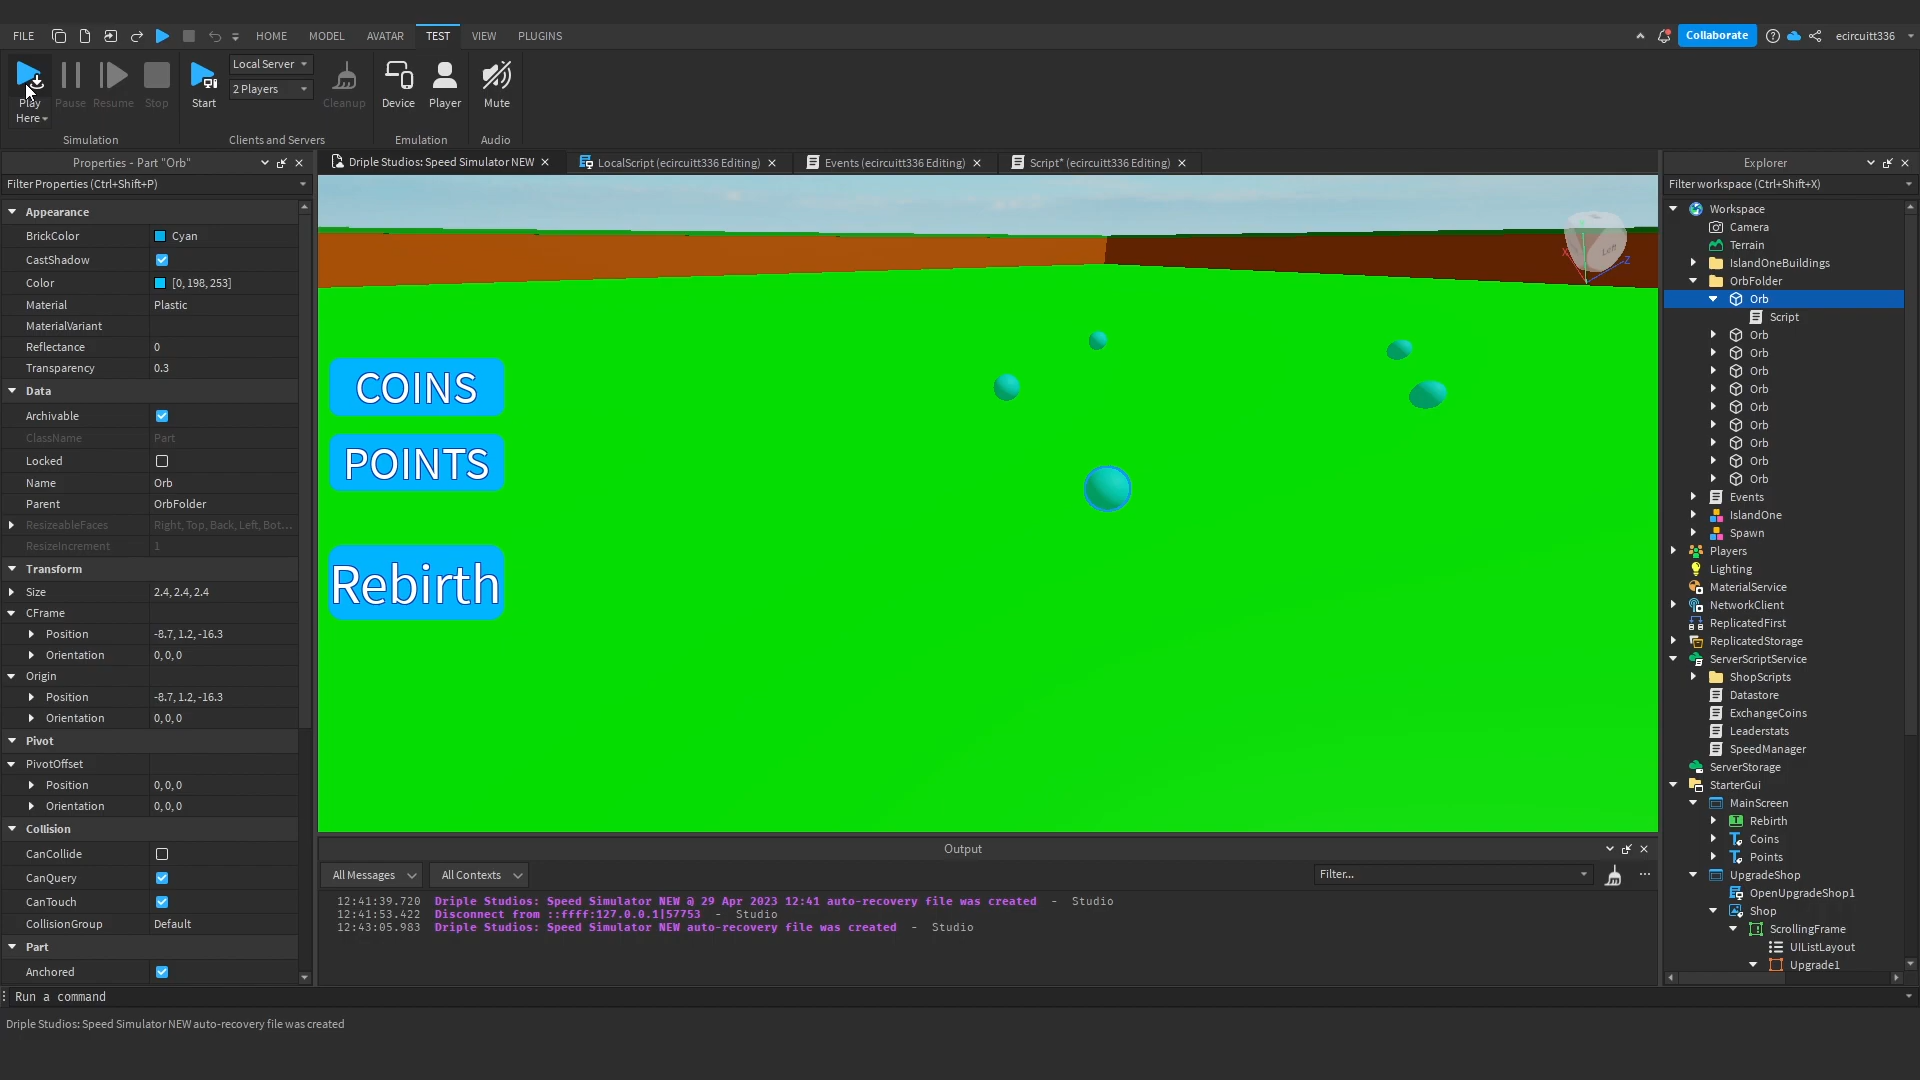 FILE HOME MODEL AVATAR TEST VIEW PLUGINS Collaborate ecircuitt336
Play Here Pause Resume Stop Start Local Server 2 Players Cleanup Device Player Mute
Simulation Clients and Servers Emulation Audio
Properties - Part "Orb"
Filter Properties (Ctrl+Shift+P)
Appearance
BrickColor Cyan
CastShadow
Color [0, 198, 253]
Material Plastic
MaterialVariant
Reflectance 0
Transparency 0.3
Data
Archivable
ClassName Part
Locked
Name Orb
Parent OrbFolder
ResizeableFaces Right, Top, Back, Left, Bot...
ResizeIncrement 1
Transform
Size 2.4, 2.4, 2.4
CFrame
Position -8.7, 1.2, -16.3
Orientation 0, 0, 0
Origin
Position -8.7, 1.2, -16.3
Orientation 0, 0, 0
Pivot
PivotOffset
Position 0, 0, 0
Orientation 0, 0, 0
Collision
CanCollide
CanQuery
CanTouch
CollisionGroup Default
Part
Anchored
Driple Studios: Speed Simulator NEW LocalScript (ecircuitt336 Editing) Events (ecircuitt336 Editing) Script* (ecircuitt336 Editing)
Left
X Z
COINS
POINTS
Rebirth
Output
All Messages All Contexts Filter...
12:41:39.720 Driple Studios: Speed Simulator NEW @ 29 Apr 2023 12:41 auto-recovery file was created - Studio
12:41:53.422 Disconnect from ::ffff:127.0.0.1|57753 - Studio
12:43:05.983 Driple Studios: Speed Simulator NEW auto-recovery file was created - Studio
Explorer
Filter workspace (Ctrl+Shift+X)
Workspace
Camera
Terrain
IslandOneBuildings
OrbFolder
Orb
Script
Orb
Orb
Orb
Orb
Orb
Orb
Orb
Orb
Orb
Events
IslandOne
Spawn
Players
Lighting
MaterialService
NetworkClient
ReplicatedFirst
ReplicatedStorage
ServerScriptService
ShopScripts
Datastore
ExchangeCoins
Leaderstats
SpeedManager
ServerStorage
StarterGui
MainScreen
Rebirth
Coins
Points
UpgradeShop
OpenUpgradeShop1
Shop
ScrollingFrame
UIListLayout
Upgrade1
Run a command
Driple Studios: Speed Simulator NEW auto-recovery file was created